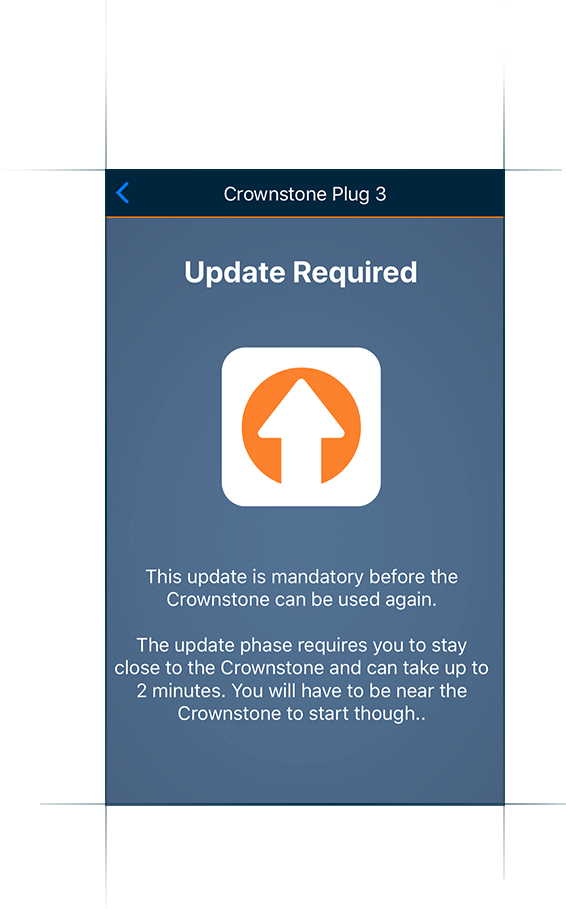 Crownstone Plug 3
Update Required
This update is mandatory before the
Crownstone can be used again.
The update phase requires you to stay
close to the Crownstone and can take up to
2 minutes. You will have to be near the
Crownstone to start though..